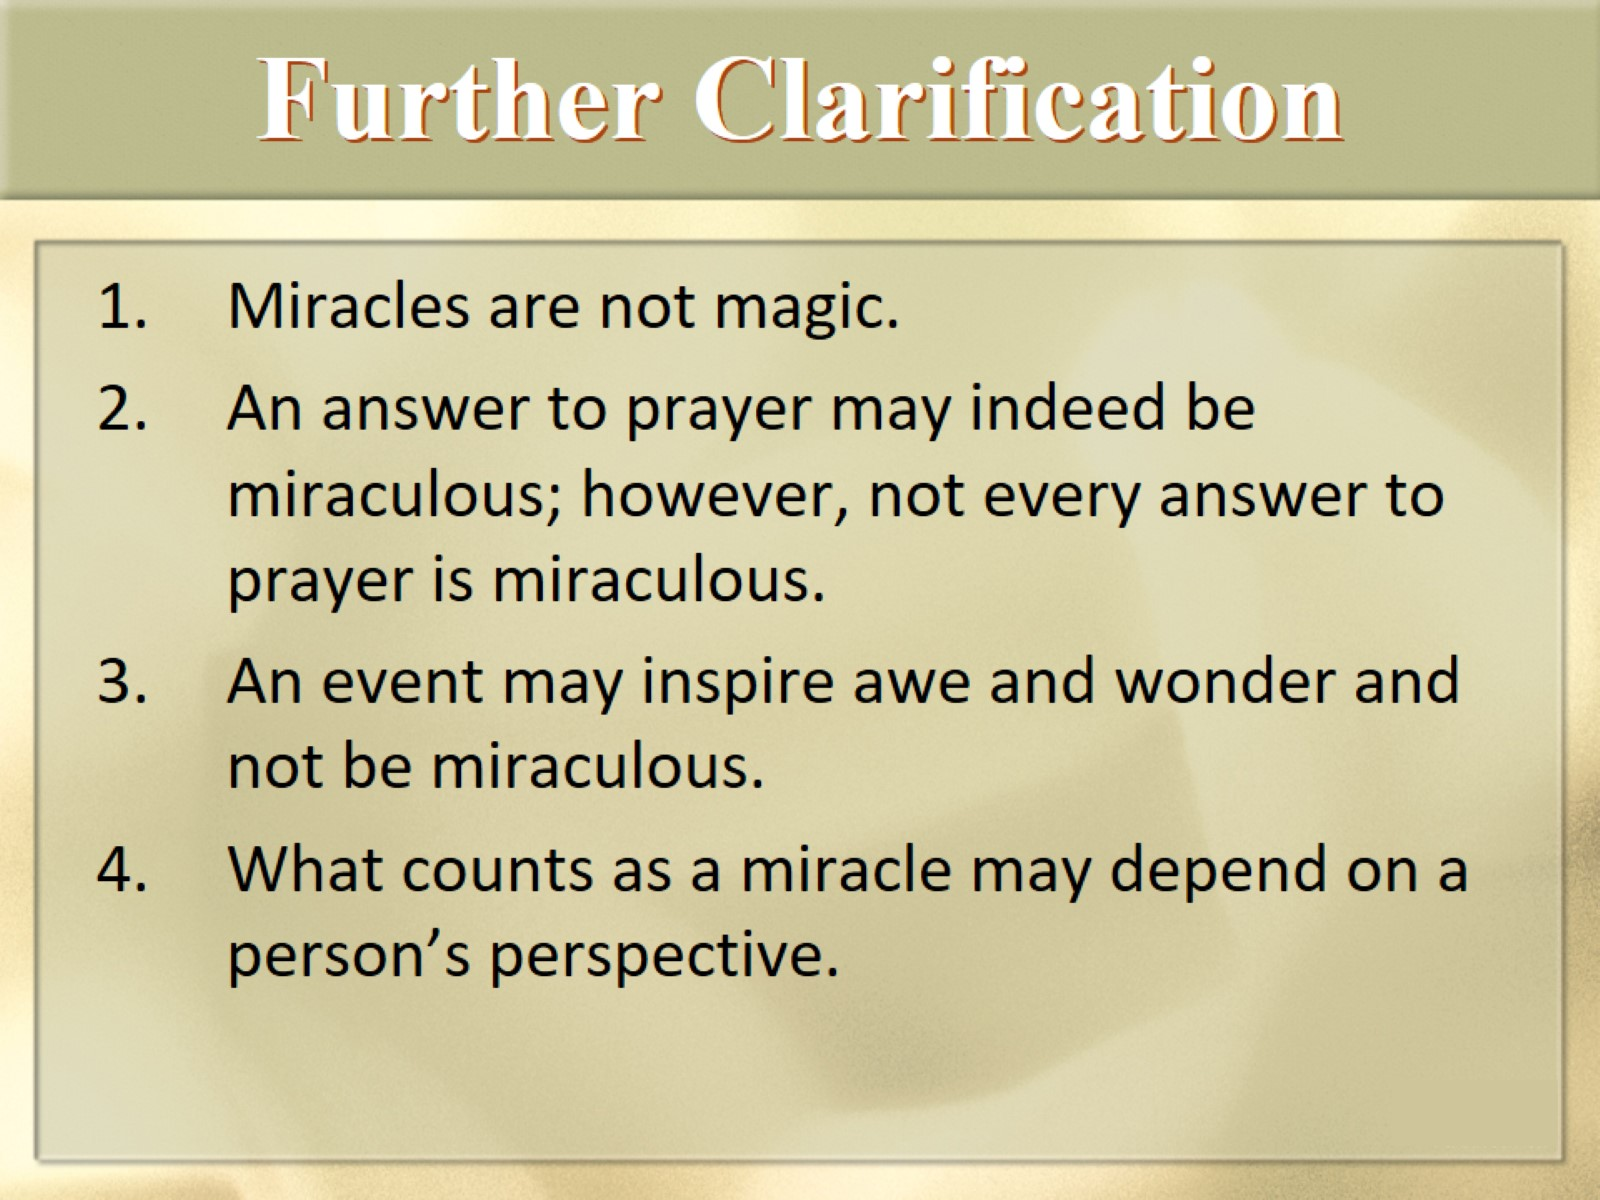 Further Clarification
1. Miracles are not magic.
2. An answer to prayer may indeed be
miraculous; however, not every answer to
prayer is miraculous.
3. An event may inspire awe and wonder and
not be miraculous.
4. What counts as a miracle may depend on a
person’s perspective.